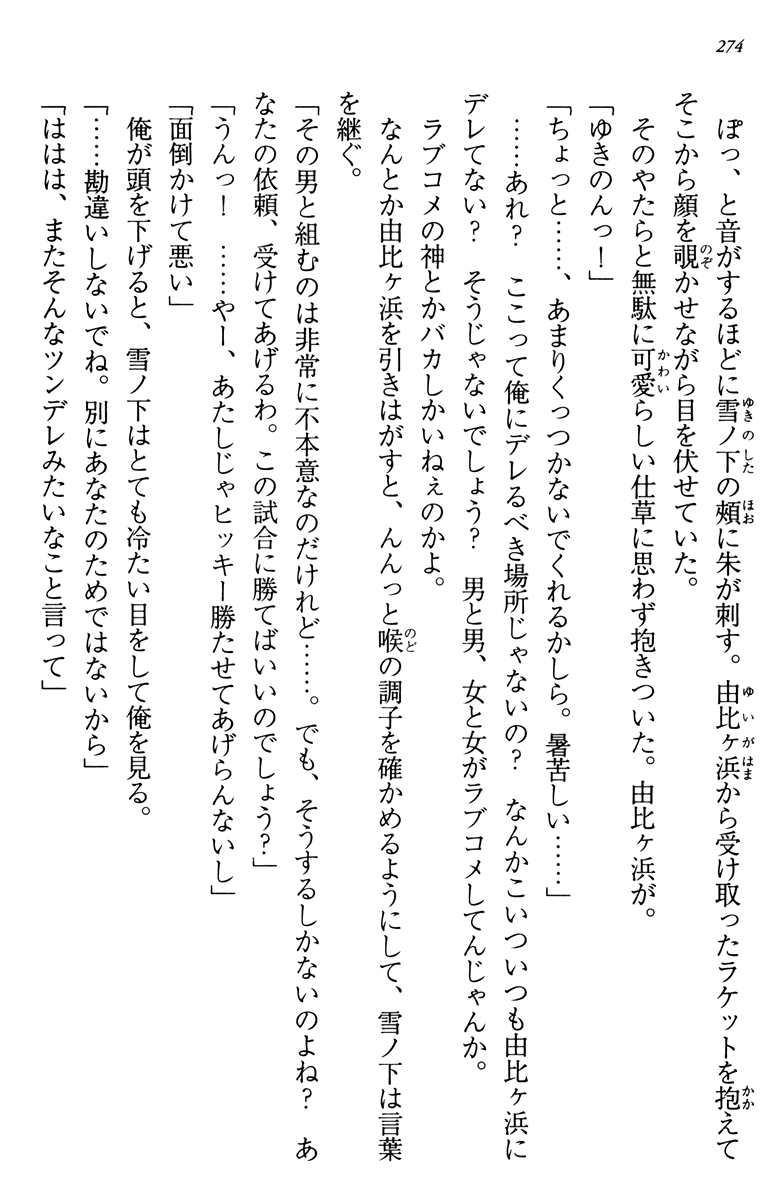 274
ぽっ、と音がするほどに雪ノ下の頰に朱が刺す。由比ヶ浜から受け取ったラケットを抱えて
そこから顔を覗かせながら目を伏せていた。
そのやたらと無駄に可愛らしい仕草に思わず抱きついた。由比ヶ浜が。
「ゆきのんっ！」
「ちょっと……、あまりくっつかないでくれるかしら。暑苦しい……」
……あれ？　ここって俺にデレるべき場所じゃないの？　なんかこいついつも由比ヶ浜に
デレてない？　そうじゃないでしょう？　男と男、女と女がラブコメしてんじゃんか。
ラブコメの神とかバカしかいねぇのかよ。
なんとか由比ヶ浜を引きはがすと、んんっと喉の調子を確かめるようにして、雪ノ下は言葉
を継ぐ。
「その男と組むのは非常に不本意なのだけれど……。でも、そうするしかないのよね？　あ
なたの依頼、受けてあげるわ。この試合に勝てばいいのでしょう？」
「うんっ！　……やー、あたしじゃヒッキー勝たせてあげらんないし」
「面倒かけて悪い」
俺が頭を下げると、雪ノ下はとても冷たい目をして俺を見る。
「……勘違いしないでね。別にあなたのためではないから」
「ははは、またそんなツンデレみたいなこと言って」